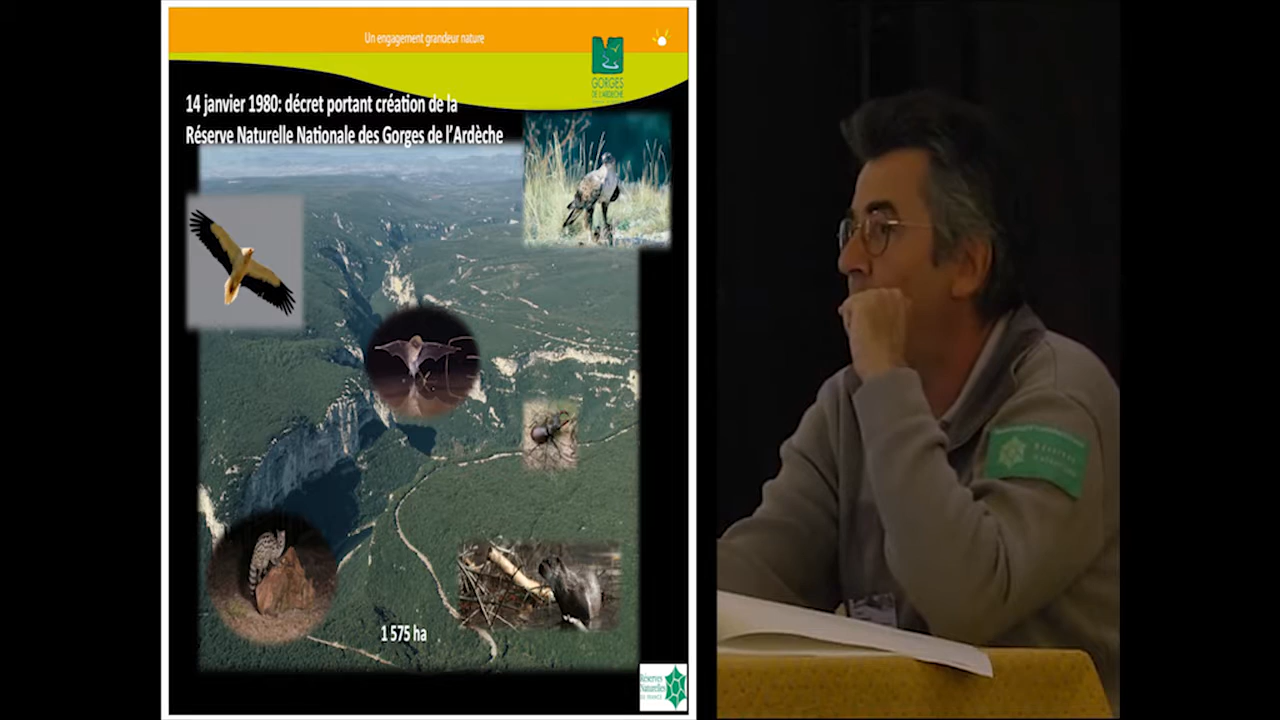 Un engagement grandeur nature
GORGES
DE L'ARDÈCHE
14 janvier 1980: décret portant création de la
Réserve Naturelle Nationale des Gorges de l'Ardèche
1 575 ha
Réserves
Naturelles
DE FRANCE